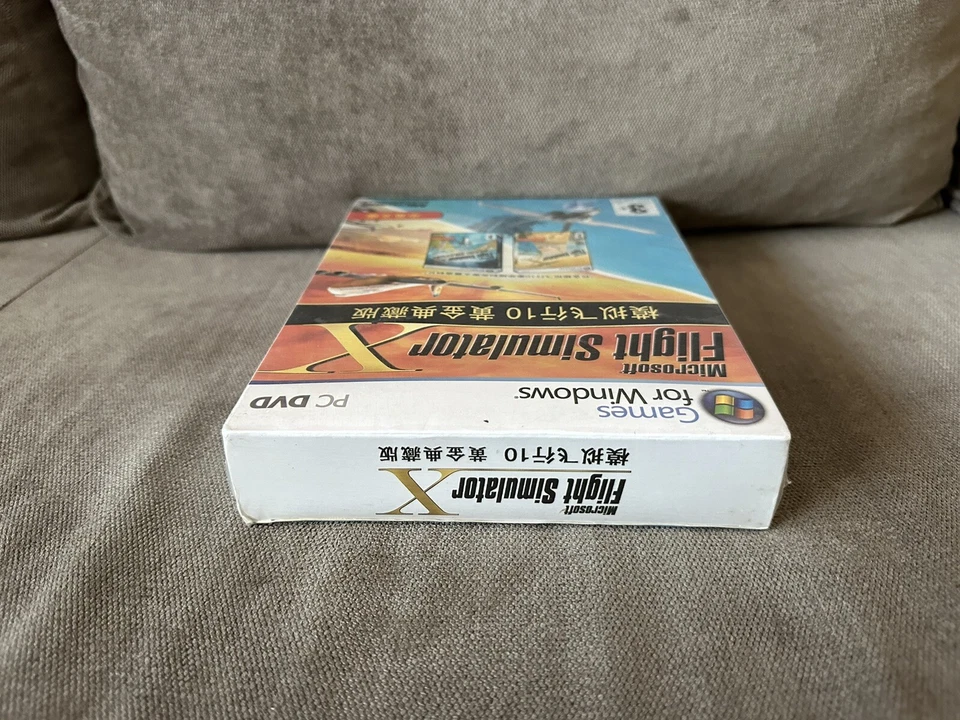 Games
for Windows
PC DVD
Microsoft
Flight Simulator X
模拟飞行10 黄金典藏版
3
Microsoft
Flight Simulator X
模拟飞行10 黄金典藏版